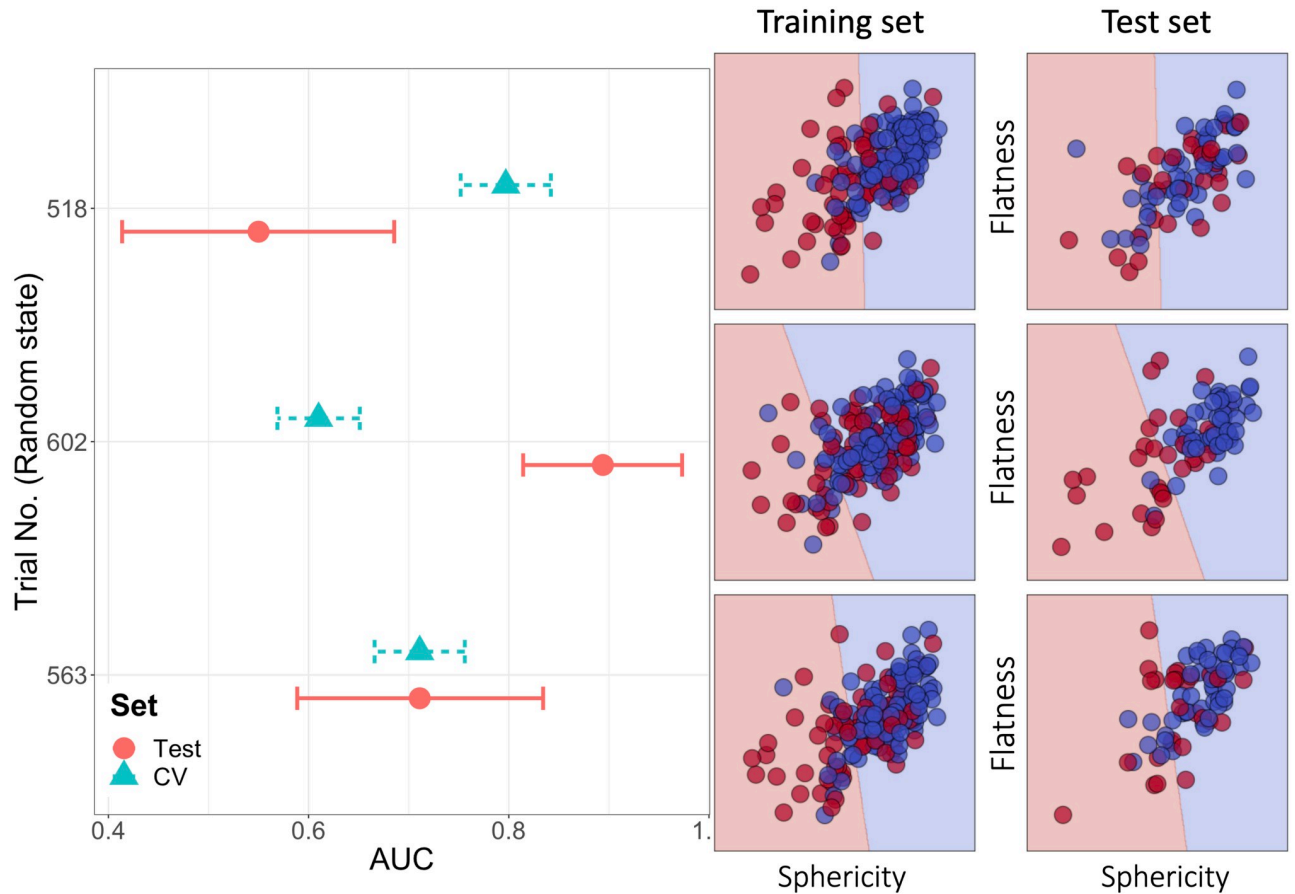 Training set
Test set
Trial No. (Random state)
518
602
563
Set
Test
CV
0.4
0.6
0.8
1.
AUC
Flatness
Flatness
Flatness
Sphericity
Sphericity